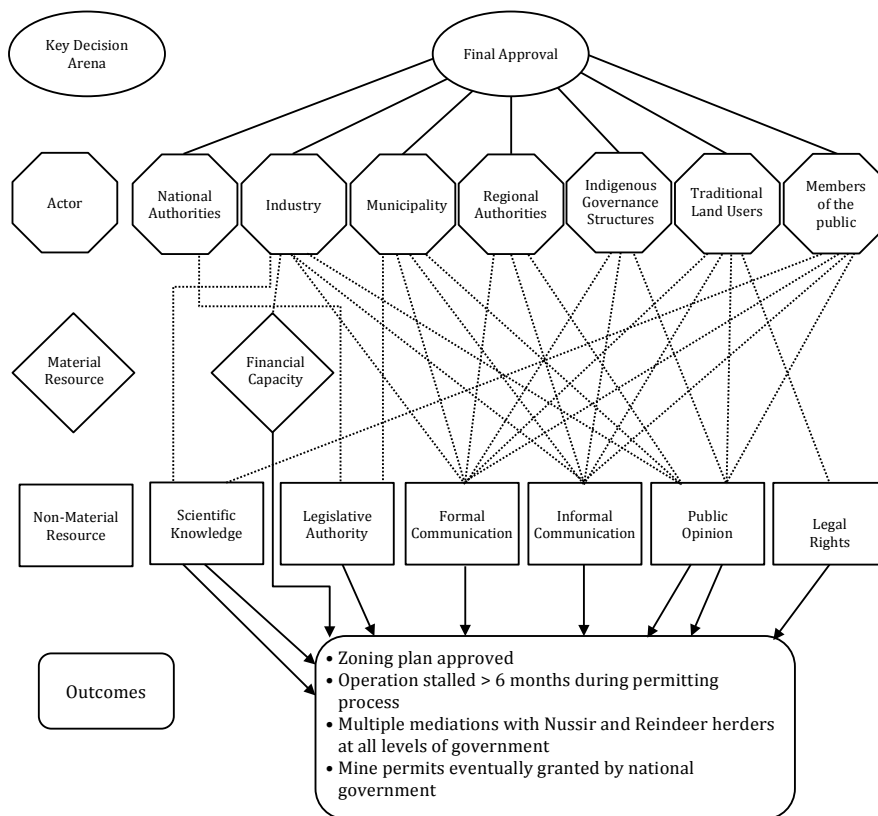 Key Decision
Arena
Final Approval
Actor
National
Authorities
Industry
Municipality
Regional
Authorities
Indigenous
Governance
Structures
Traditional
Land Users
Members
of the
public
Material
Resource
Financial
Capacity
Non-Material
Resource
Scientific
Knowledge
Legislative
Authority
Formal
Communication
Informal
Communication
Public
Opinion
Legal
Rights
Outcomes
• Zoning plan approved
• Operation stalled > 6 months during permitting
process
• Multiple mediations with Nussir and Reindeer herders
at all levels of government
• Mine permits eventually granted by national
government